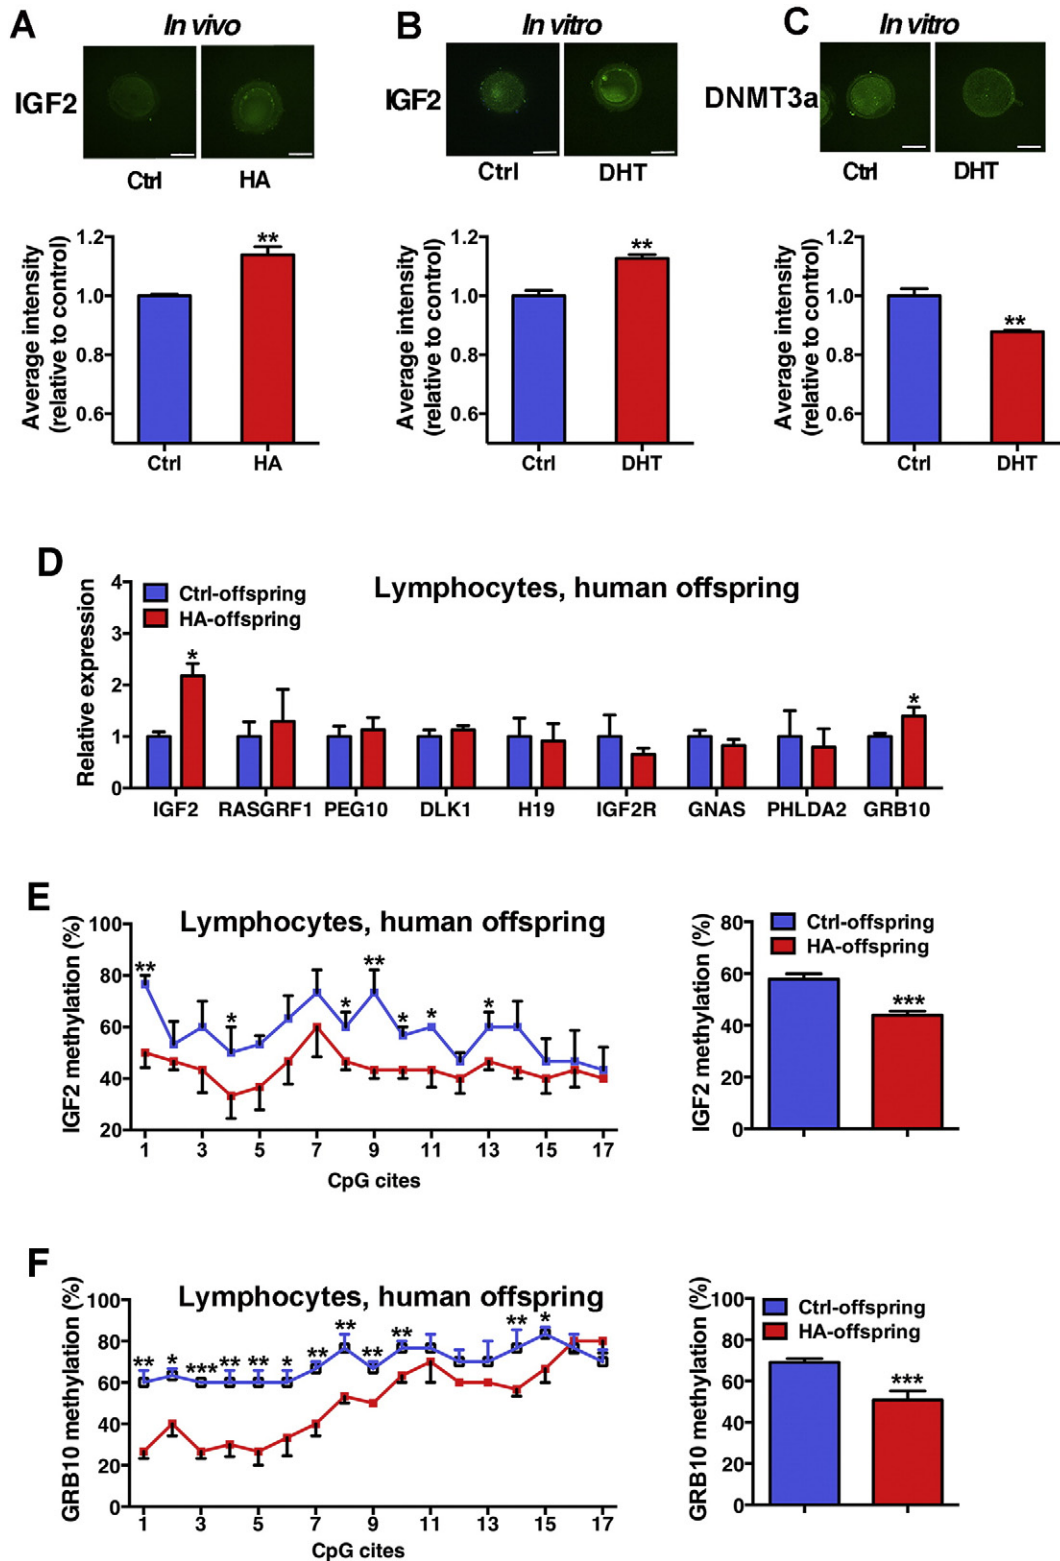 A In vivo
IGF2
Ctrl HA
Average intensity
(relative to control)
1.2
1.0
0.8
0.6
**
Ctrl HA
B In vitro
IGF2
Ctrl DHT
Average intensity
(relative to control)
1.2
1.0
0.8
0.6
**
Ctrl DHT
C In vitro
DNMT3a
Ctrl DHT
Average intensity
(relative to control)
1.2
1.0
0.8
0.6
**
Ctrl DHT
D
Lymphocytes, human offspring
Ctrl-offspring
HA-offspring
Relative expression
4
3
2
1
0
* *
IGF2 RASGRF1 PEG10 DLK1 H19 IGF2R GNAS PHLDA2 GRB10
E
Lymphocytes, human offspring
IGF2 methylation (%)
100
80
60
40
20
** * * ** * * *
1 3 5 7 9 11 13 15 17
CpG cites
IGF2 methylation (%)
80
60
40
20
0
Ctrl-offspring
HA-offspring
***
F
Lymphocytes, human offspring
GRB10 methylation (%)
100
80
60
40
20
0
** * *** ** ** * ** ** ** ** ** *
1 3 5 7 9 11 13 15 17
CpG cites
GRB10 methylation (%)
100
80
60
40
20
0
Ctrl-offspring
HA-offspring
***